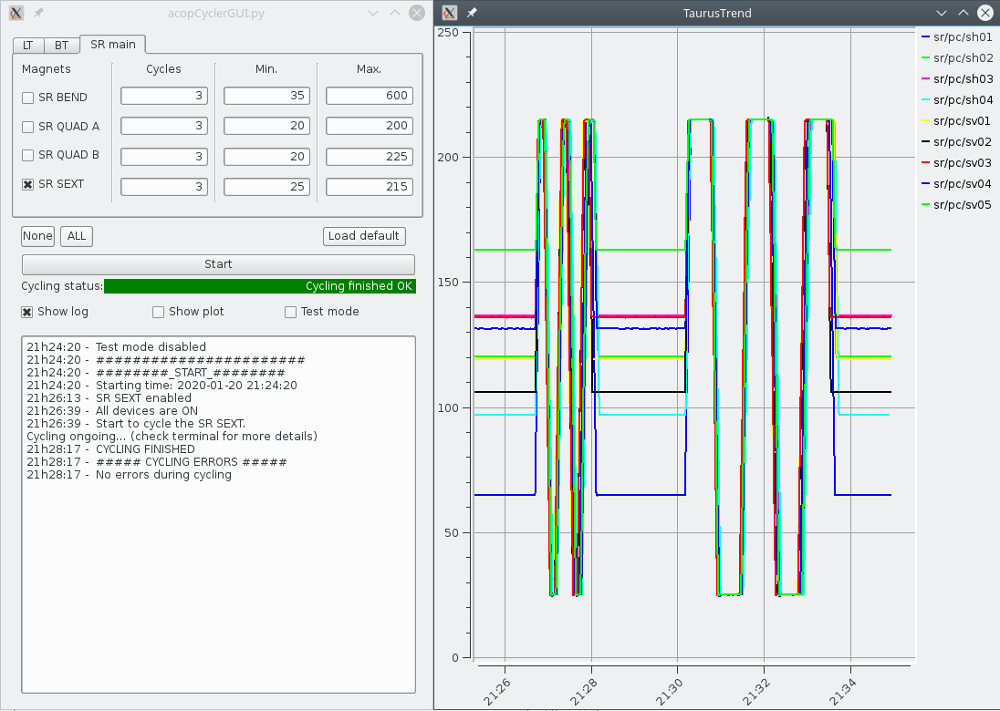 acopCyclerGUI.py
LT BT SR main
Magnets Cycles Min. Max.
SR BEND 3 35 600
SR QUAD A 3 20 200
SR QUAD B 3 20 225
SR SEXT 3 25 215
None ALL Load default
Start
Cycling status: Cycling finished OK
Show log Show plot Test mode
21h24:20 - Test mode disabled
21h24:20 - #######################
21h24:20 - ########_START_########
21h24:20 - Starting time: 2020-01-20 21:24:20
21h26:13 - SR SEXT enabled
21h26:39 - All devices are ON
21h26:39 - Start to cycle the SR SEXT.
Cycling ongoing... (check terminal for more details)
21h28:17 - CYCLING FINISHED
21h28:17 - ##### CYCLING ERRORS #####
21h28:17 - No errors during cycling
TaurusTrend
250
200
150
100
50
0
21:26 21:28 21:30 21:32 21:34
sr/pc/sh01
sr/pc/sh02
sr/pc/sh03
sr/pc/sh04
sr/pc/sv01
sr/pc/sv02
sr/pc/sv03
sr/pc/sv04
sr/pc/sv05